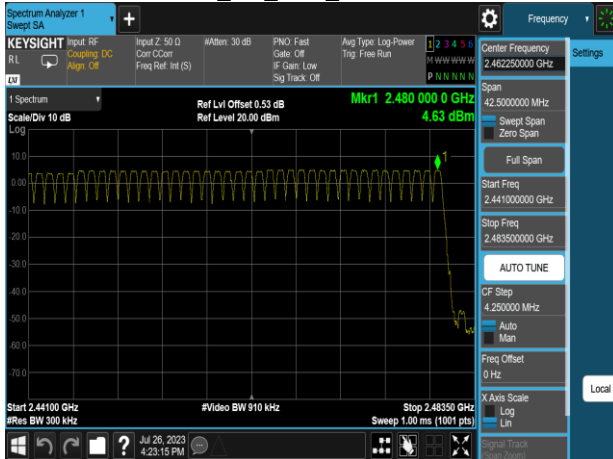 Spectrum Analyzer 1
Swept SA
Frequency
KEYSIGHT
RL
LXI
Input: RF
Coupling: DC
Align: Off
Input Z: 50 Ω
Corr CCorr
Freq Ref: Int (S)
#Atten: 30 dB
PNO: Fast
Gate: Off
IF Gain: Low
Sig Track: Off
Avg Type: Log-Power
Trig: Free Run
1 2 3 4 5 6
M W W W W W
P N N N N N
Center Frequency
2.462250000 GHz
Settings
1 Spectrum
Scale/Div 10 dB
Log
Ref Lvl Offset 0.53 dB
Ref Level 20.00 dBm
Mkr1 2.480 000 0 GHz
4.63 dBm
Span
42.5000000 MHz
Swept Span
Zero Span
Full Span
Start Freq
2.441000000 GHz
Stop Freq
2.483500000 GHz
AUTO TUNE
CF Step
4.250000 MHz
Auto
Man
Freq Offset
0 Hz
X Axis Scale
Log
Lin
Signal Track
(Span Zoom)
Local
1
10.0
0.00
-10.0
-20.0
-30.0
-40.0
-50.0
-60.0
-70.0
Start 2.44100 GHz
#Res BW 300 kHz
#Video BW 910 kHz
Stop 2.48350 GHz
Sweep 1.00 ms (1001 pts)
?
Jul 26, 2023
4:23:15 PM